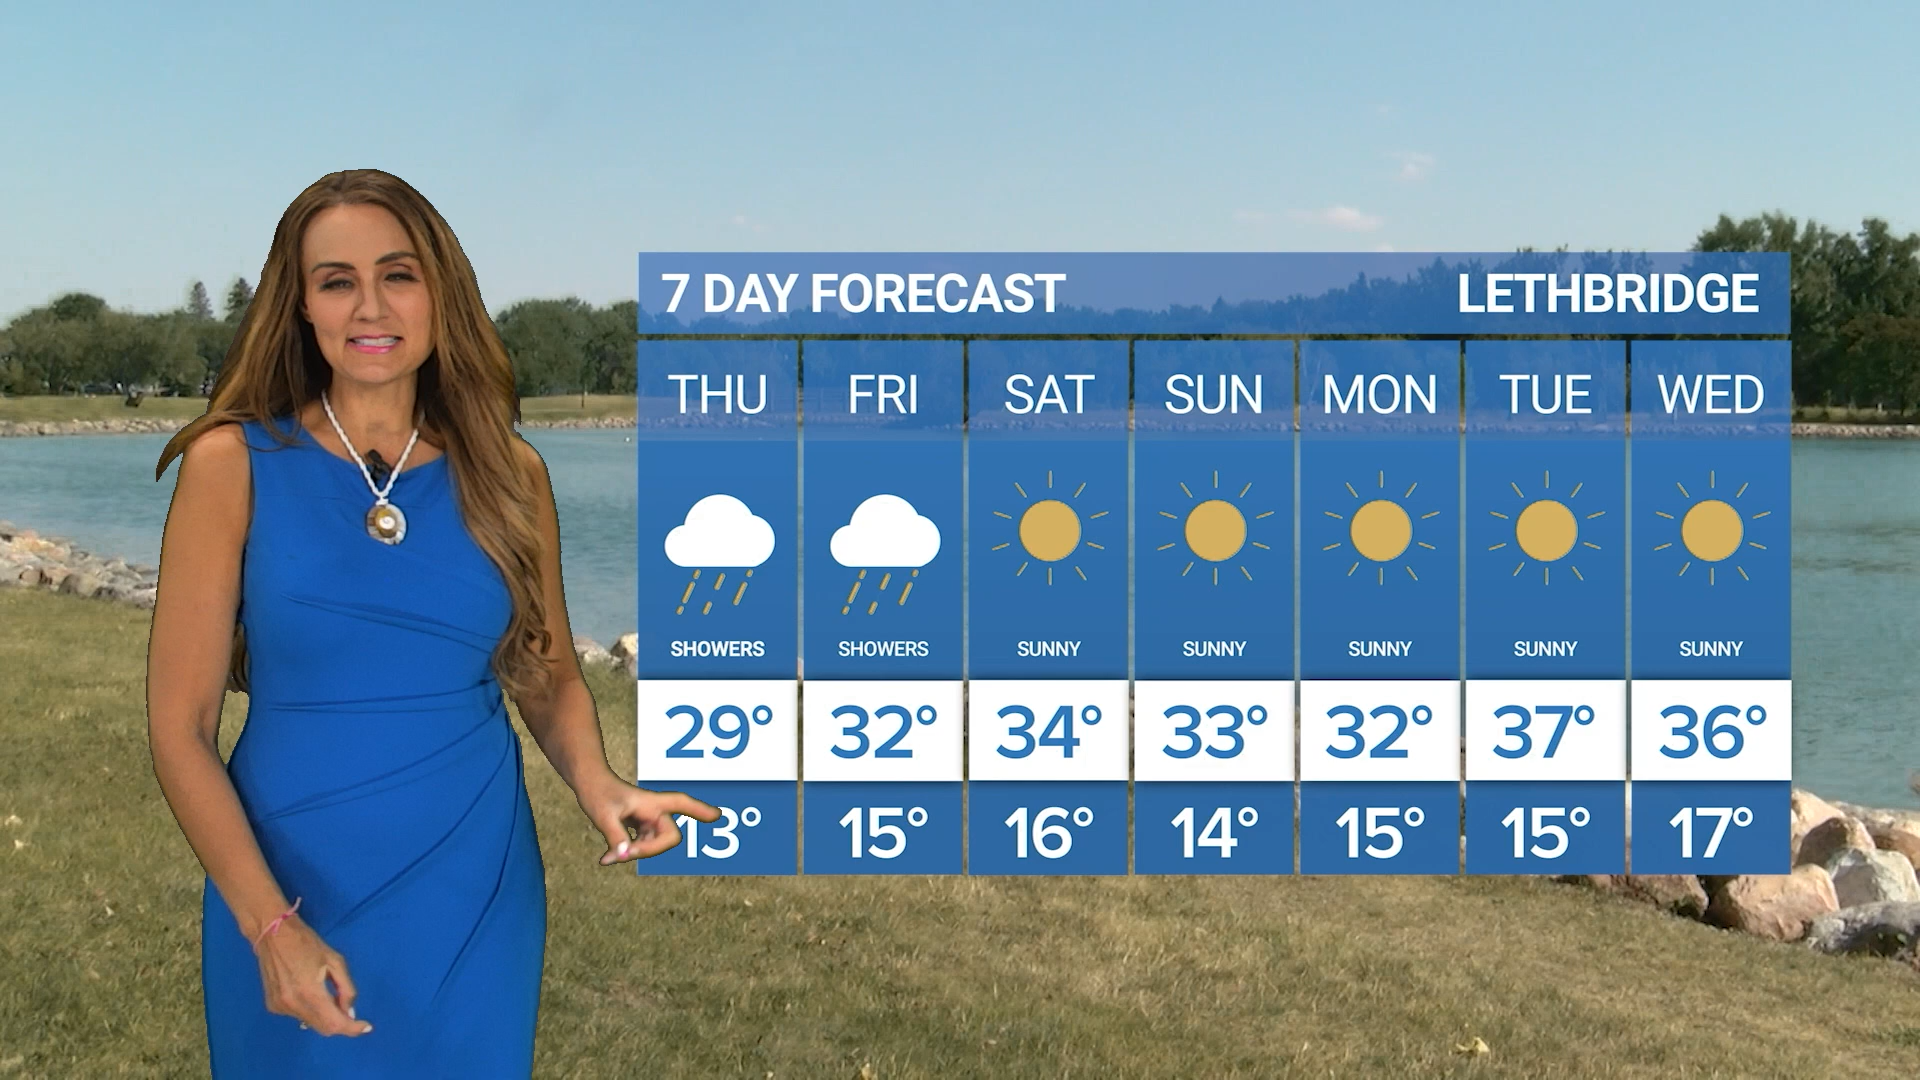 7 DAY FORECAST LETHBRIDGE
THU FRI SAT SUN MON TUE WED
SHOWERS SHOWERS SUNNY SUNNY SUNNY SUNNY SUNNY
29° 32° 34° 33° 32° 37° 36°
13° 15° 16° 14° 15° 15° 17°